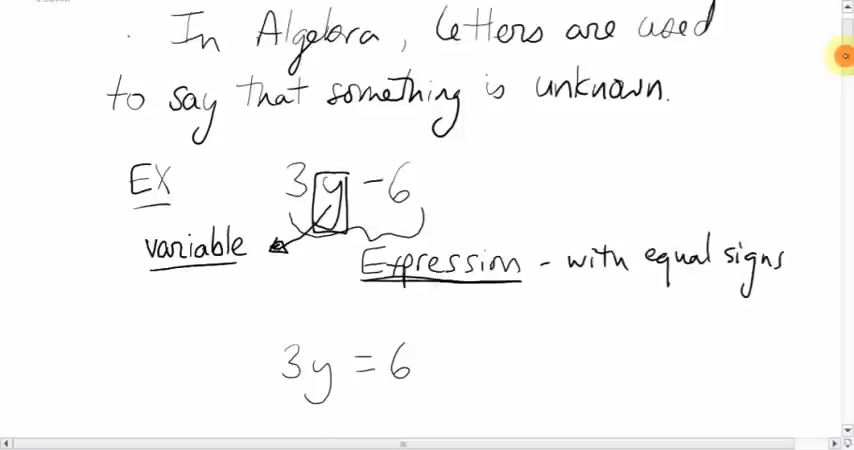 In Algebra, letters are used
to say that something is unknown.
EX 3y - 6
variable
Expression - with equal signs
3y = 6